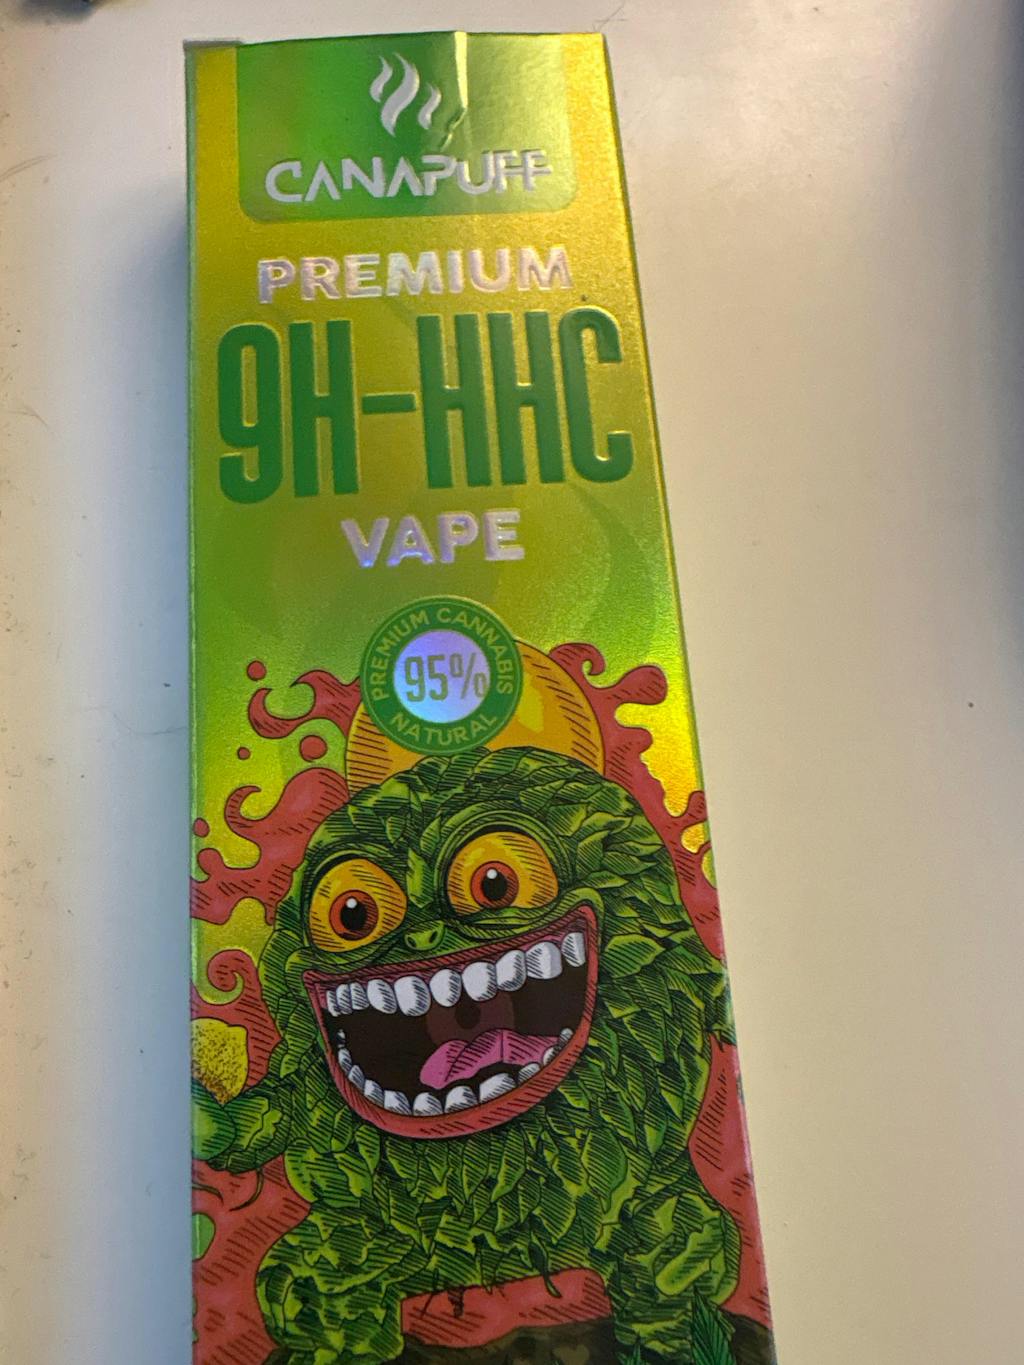 CANAPUFF
PREMIUM
9H-HHC
VAPE
PREMIUM CANNABIS
95%
NATURAL